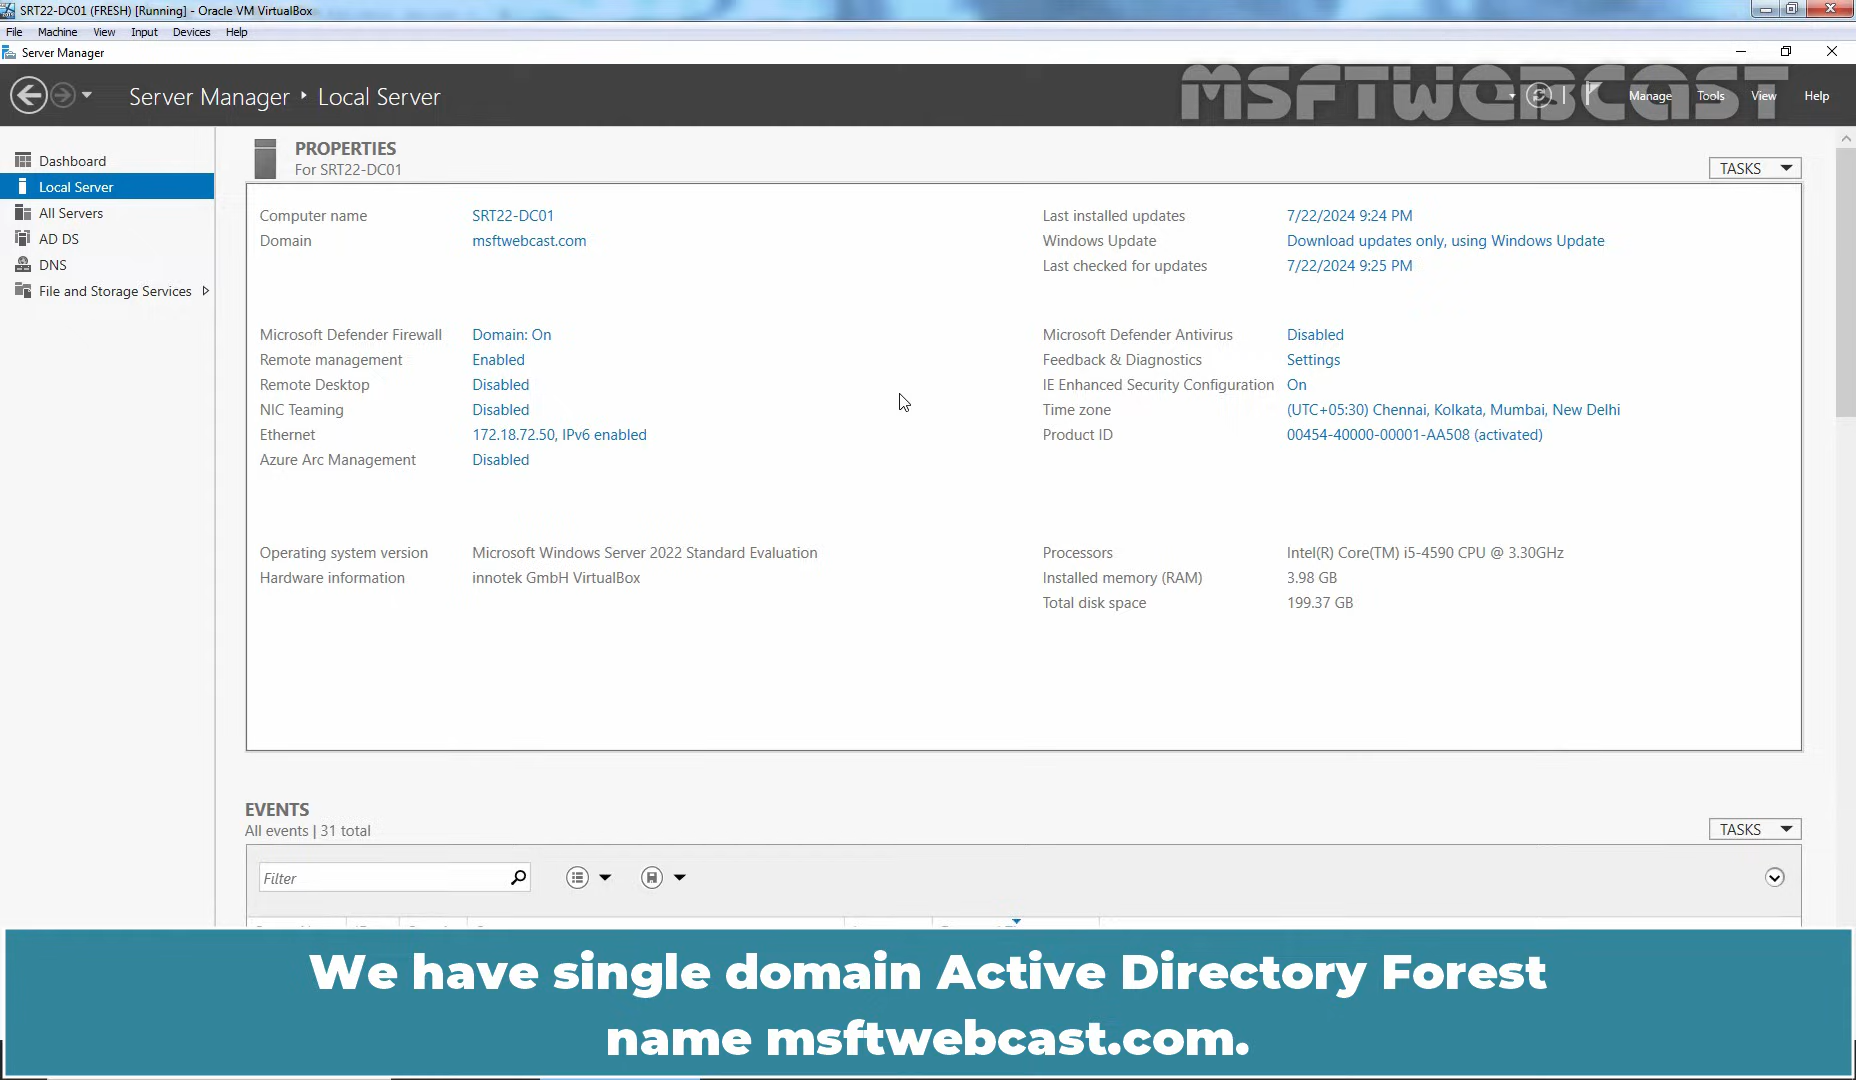 SRT22-DC01 (FRESH) [Running] - Oracle VM VirtualBox
File Machine View Input Devices Help
Server Manager
Server Manager ‣ Local Server
MSFTWEBCAST
Manage Tools View Help
Dashboard
Local Server
All Servers
AD DS
DNS
File and Storage Services
PROPERTIES
For SRT22-DC01
TASKS
Computer name SRT22-DC01
Domain msftwebcast.com
Last installed updates 7/22/2024 9:24 PM
Windows Update Download updates only, using Windows Update
Last checked for updates 7/22/2024 9:25 PM
Microsoft Defender Firewall Domain: On
Remote management Enabled
Remote Desktop Disabled
NIC Teaming Disabled
Ethernet 172.18.72.50, IPv6 enabled
Azure Arc Management Disabled
Microsoft Defender Antivirus Disabled
Feedback & Diagnostics Settings
IE Enhanced Security Configuration On
Time zone (UTC+05:30) Chennai, Kolkata, Mumbai, New Delhi
Product ID 00454-40000-00001-AA508 (activated)
Operating system version Microsoft Windows Server 2022 Standard Evaluation
Hardware information innotek GmbH VirtualBox
Processors Intel(R) Core(TM) i5-4590 CPU @ 3.30GHz
Installed memory (RAM) 3.98 GB
Total disk space 199.37 GB
EVENTS
All events | 31 total
TASKS
Filter
We have single domain Active Directory Forest
name msftwebcast.com.